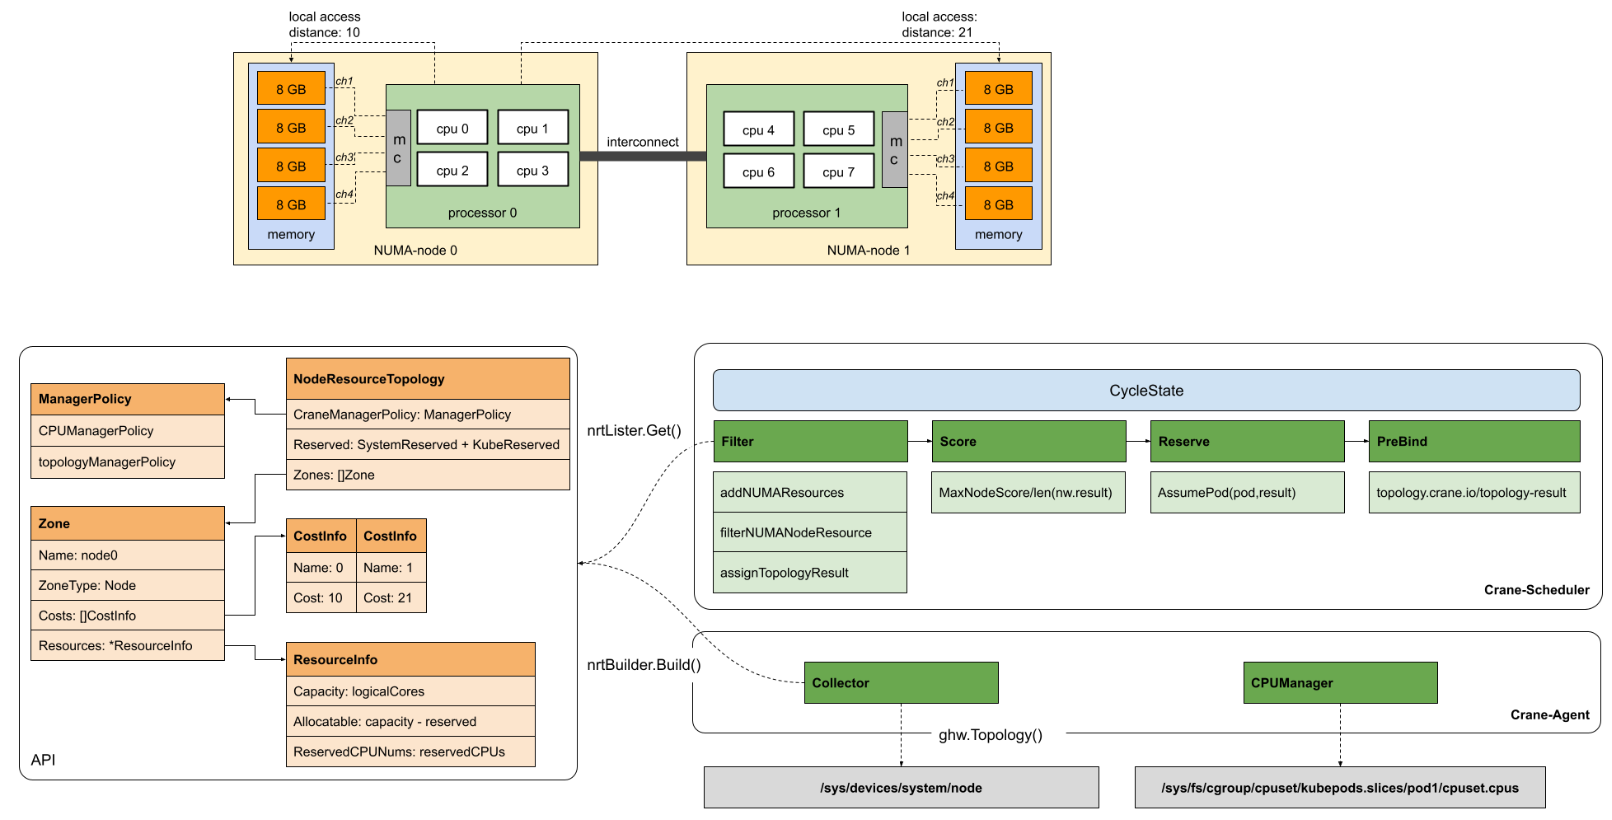 local access
distance: 10
local access:
distance: 21
8 GB
8 GB
8 GB
8 GB
memory
ch1
ch2
ch3
ch4
m
c
cpu 0
cpu 1
cpu 2
cpu 3
processor 0
NUMA-node 0
interconnect
cpu 4
cpu 5
cpu 6
cpu 7
processor 1
m
c
ch1
ch2
ch3
ch4
8 GB
8 GB
8 GB
8 GB
memory
NUMA-node 1
ManagerPolicy
CPUManagerPolicy
topologyManagerPolicy
NodeResourceTopology
CraneManagerPolicy: ManagerPolicy
Reserved: SystemReserved + KubeReserved
Zones: []Zone
Zone
Name: node0
ZoneType: Node
Costs: []CostInfo
Resources: *ResourceInfo
CostInfo
CostInfo
Name: 0
Name: 1
Cost: 10
Cost: 21
ResourceInfo
Capacity: logicalCores
Allocatable: capacity - reserved
ReservedCPUNums: reservedCPUs
API
nrtLister.Get()
nrtBuilder.Build()
CycleState
Filter
Score
Reserve
PreBind
addNUMAResources
filterNUMANodeResource
assignTopologyResult
MaxNodeScore/len(nw.result)
AssumePod(pod,result)
topology.crane.io/topology-result
Crane-Scheduler
Collector
CPUManager
Crane-Agent
ghw.Topology()
/sys/devices/system/node
/sys/fs/cgroup/cpuset/kubepods.slices/pod1/cpuset.cpus